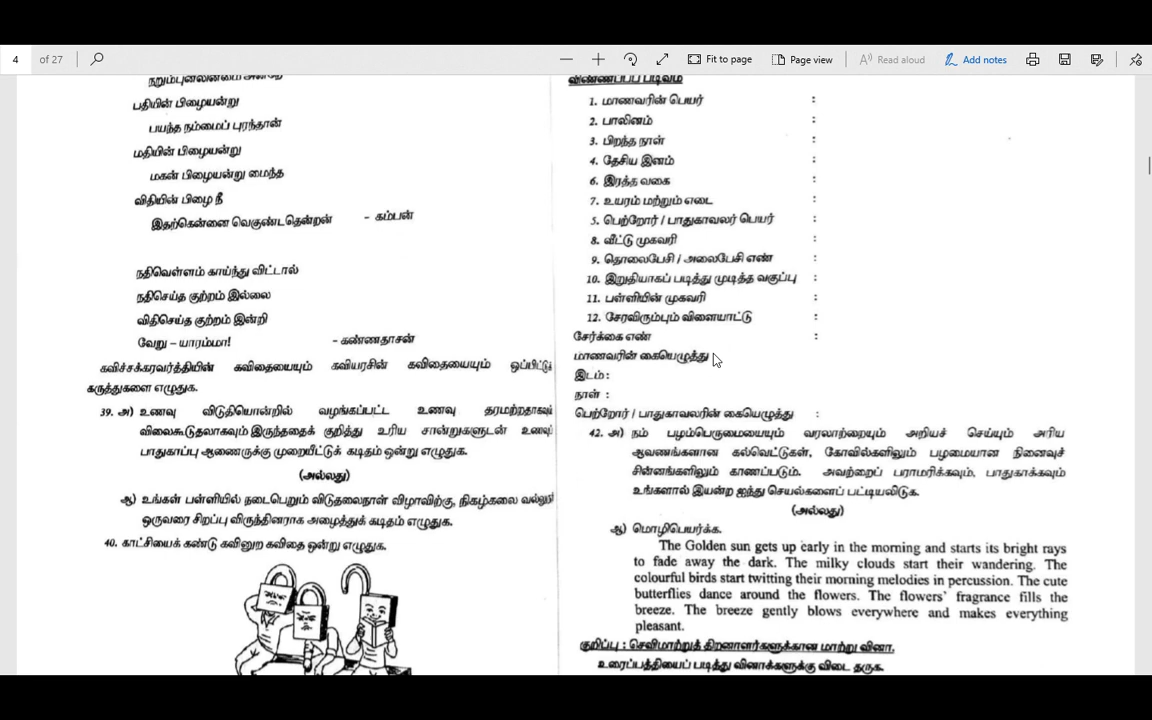 4 of 27 Fit to page Page view Read aloud Add notes
பதியின் பிழையன்று
பயந்த நம்மைப் புரந்தான்
மதியின் பிழையன்று
மகன் பிழையன்று மைந்த
விதியின் பிழை நீ
இதற்கென்னை வெகுண்டதென்றன் - கம்பன்
நதிவெள்ளம் காய்ந்து விட்டால்
நதிசெய்த குற்றம் இல்லை
விதிசெய்த குற்றம் இன்றி
வேறு – யாரம்மா! - கண்ணதாசன்
கவிச்சக்கரவர்த்தியின் கவிதையையும் கவியரசின் கவிதையையும் ஒப்பிட்டுக்
கருத்துகளை எழுதுக.
39. அ) உணவு விடுதியொன்றில் வழங்கப்பட்ட உணவு தரமற்றதாகவும்
விலைகூடுதலாகவும் இருந்ததைக் குறித்து உரிய சான்றுகளுடன் உணவுப்
பாதுகாப்பு ஆணைருக்கு முறையீட்டுக் கடிதம் ஒன்று எழுதுக.
(அல்லது)
ஆ) உங்கள் பள்ளியில் நடைபெறும் விடுதலைநாள் விழாவிற்கு, நிகழ்கலை
ஒருவரை சிறப்பு விருந்தினராக அழைத்துக் கடிதம் எழுதுக.
40. காட்சியைக் கண்டு கவினுற கவிதை ஒன்று எழுதுக.
விண்ணப்பப் படிவம்
1. மாணவரின் பெயர் :
2. பாலினம் :
3. பிறந்த நாள் :
4. தேசிய இனம் :
6. இரத்த வகை :
7. உயரம் மற்றும் எடை :
5. பெற்றோர் / பாதுகாவலர் பெயர் :
8. வீட்டு முகவரி :
9. தொலைபேசி / அலைபேசி எண் :
10. இறுதியாகப் படித்து முடித்த வகுப்பு :
11. பள்ளியின் முகவரி :
12. சேரவிரும்பும் விளையாட்டு :
சேர்க்கை எண் :
மாணவரின் கையெழுத்து
இடம் :
நாள் :
பெற்றோர் / பாதுகாவலரின் கையெழுத்து :
42. அ) நம் பழம்பெருமையையும் வரலாற்றையும் அறியச் செய்யும் அரிய
ஆவணங்களான கல்வெட்டுகள், கோவில்களிலும் பழமையான நினைவுச்
சின்னங்களிலும் காணப்படும். அவற்றைப் பராமரிக்கவும், பாதுகாக்கவும்
உங்களால் இயன்ற ஐந்து செயல்களைப் பட்டியலிடுக.
(அல்லது)
ஆ) மொழிபெயர்க்க.
The Golden sun gets up early in the morning and starts its bright rays
to fade away the dark. The milky clouds start their wandering. The
colourful birds start twitting their morning melodies in percussion. The cute
butterflies dance around the flowers. The flowers' fragrance fills the
breeze. The breeze gently blows everywhere and makes everything
pleasant.
குறிப்பு : செவிமாற்றுத் திறனாளர்களுக்கான மாற்று வினா.
உரைப்பத்தியைப் படித்து வினாக்களுக்கு விடை தருக.